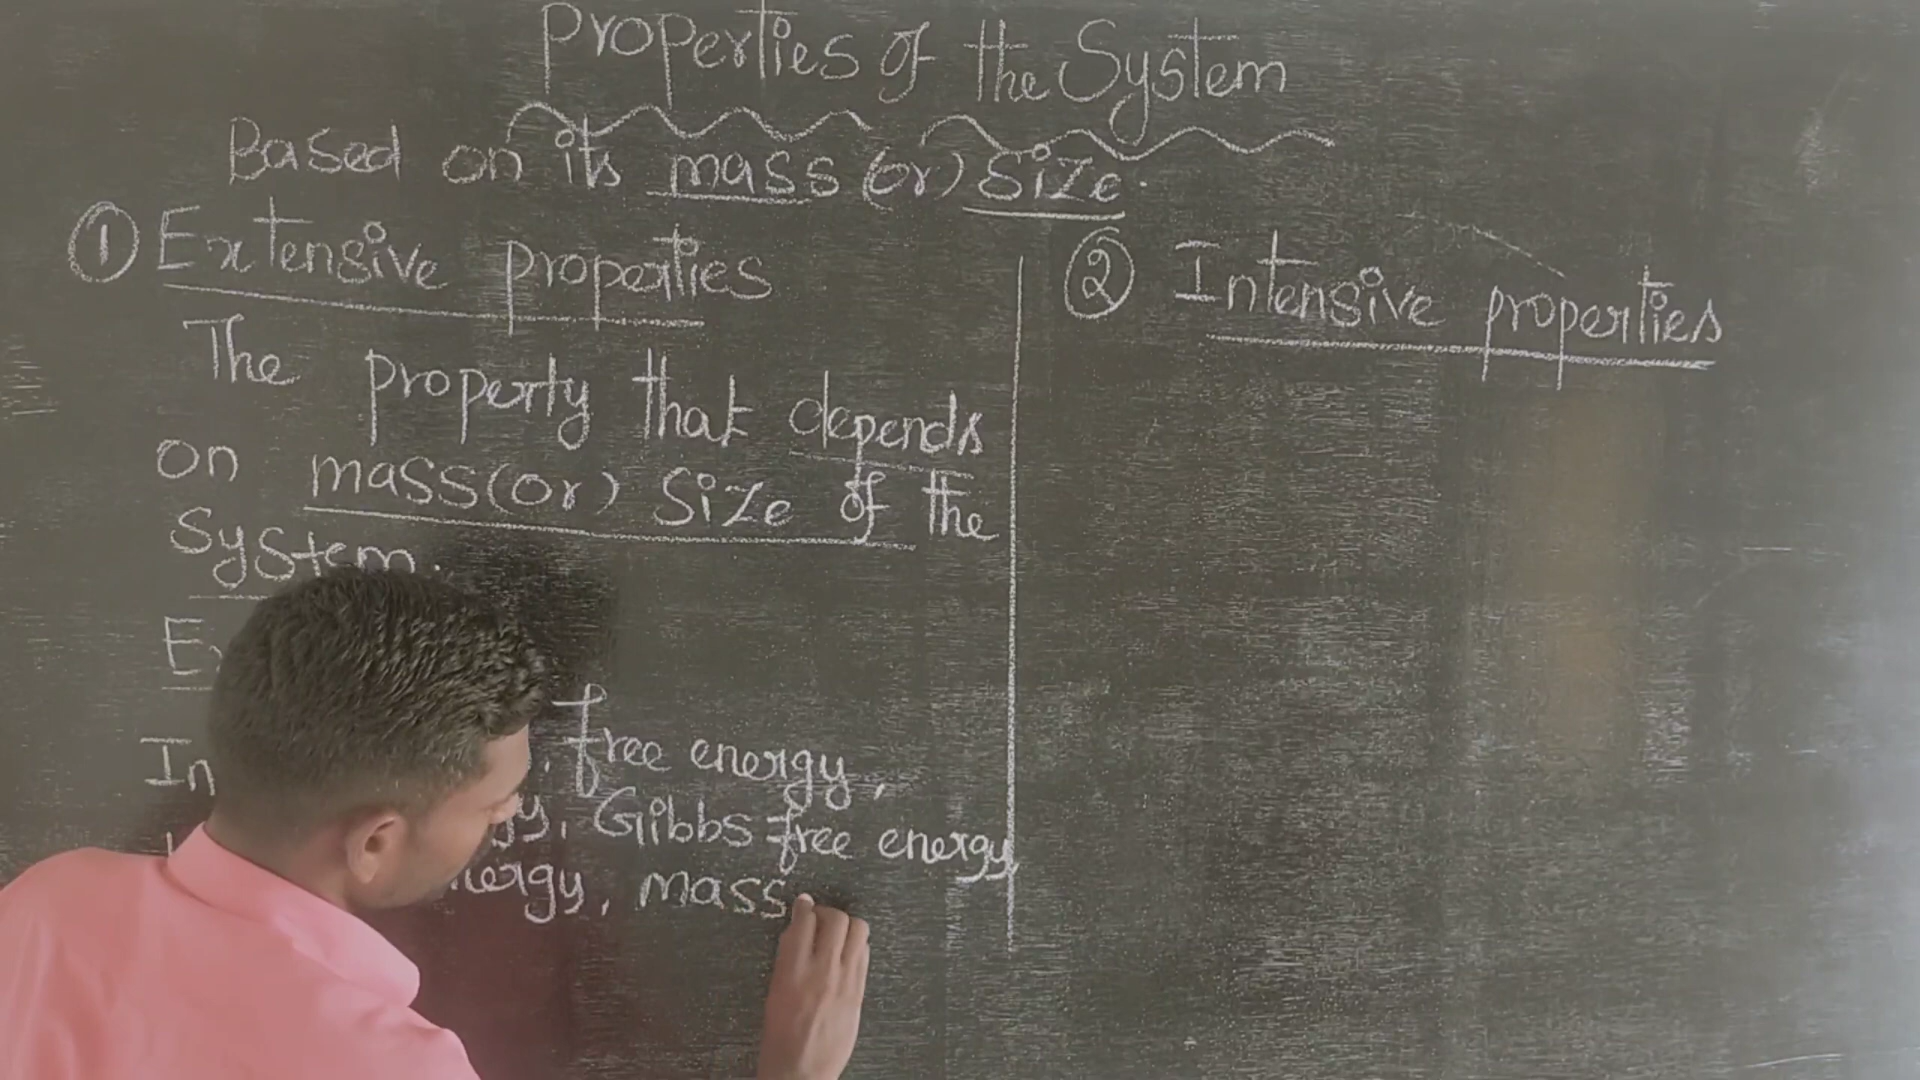 Properties of the System
Based on its mass (or) Size.
① Extensive properties
The property that depends
on mass (or) Size of the
System.
free energy,
Gibbs free energy,
mass
② Intensive properties